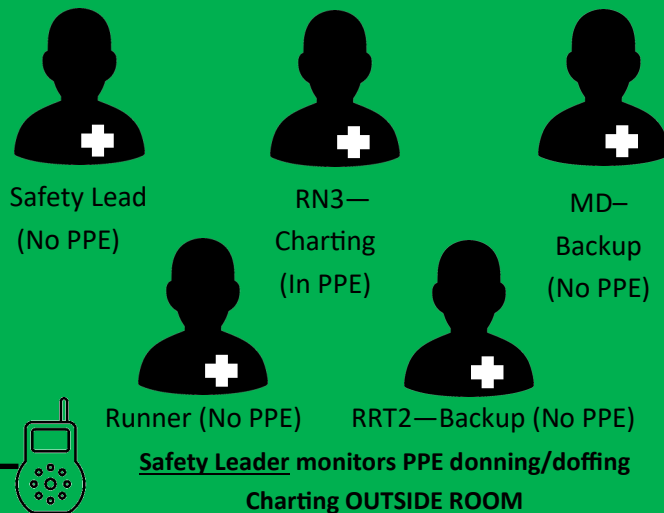 Safety Lead
(No PPE)
RN3—
Charting
(In PPE)
MD–
Backup
(No PPE)
Runner (No PPE)
RRT2—Backup (No PPE)
Safety Leader monitors PPE donning/doffing
Charting OUTSIDE ROOM